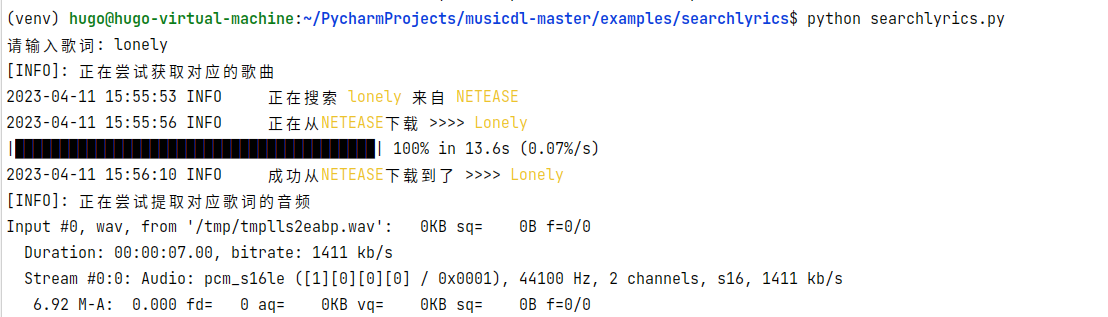 (venv) hugo@hugo-virtual-machine:~/PycharmProjects/musicdl-master/examples/searchlyrics$ python searchlyrics.py
请输入歌词: lonely
[INFO]: 正在尝试获取对应的歌曲
2023-04-11 15:55:53 INFO     正在搜索 lonely 来自 NETEASE
2023-04-11 15:55:56 INFO     正在从NETEASE下载 >>>> Lonely
|████████████████████████████████████████| 100% in 13.6s (0.07%/s)
2023-04-11 15:56:10 INFO     成功从NETEASE下载到了 >>>> Lonely
[INFO]: 正在尝试提取对应歌词的音频
Input #0, wav, from '/tmp/tmplls2eabp.wav':   0KB sq=    0B f=0/0
  Duration: 00:00:07.00, bitrate: 1411 kb/s
  Stream #0:0: Audio: pcm_s16le ([1][0][0][0] / 0x0001), 44100 Hz, 2 channels, s16, 1411 kb/s
   6.92 M-A:  0.000 fd=   0 aq=    0KB vq=    0KB sq=    0B f=0/0